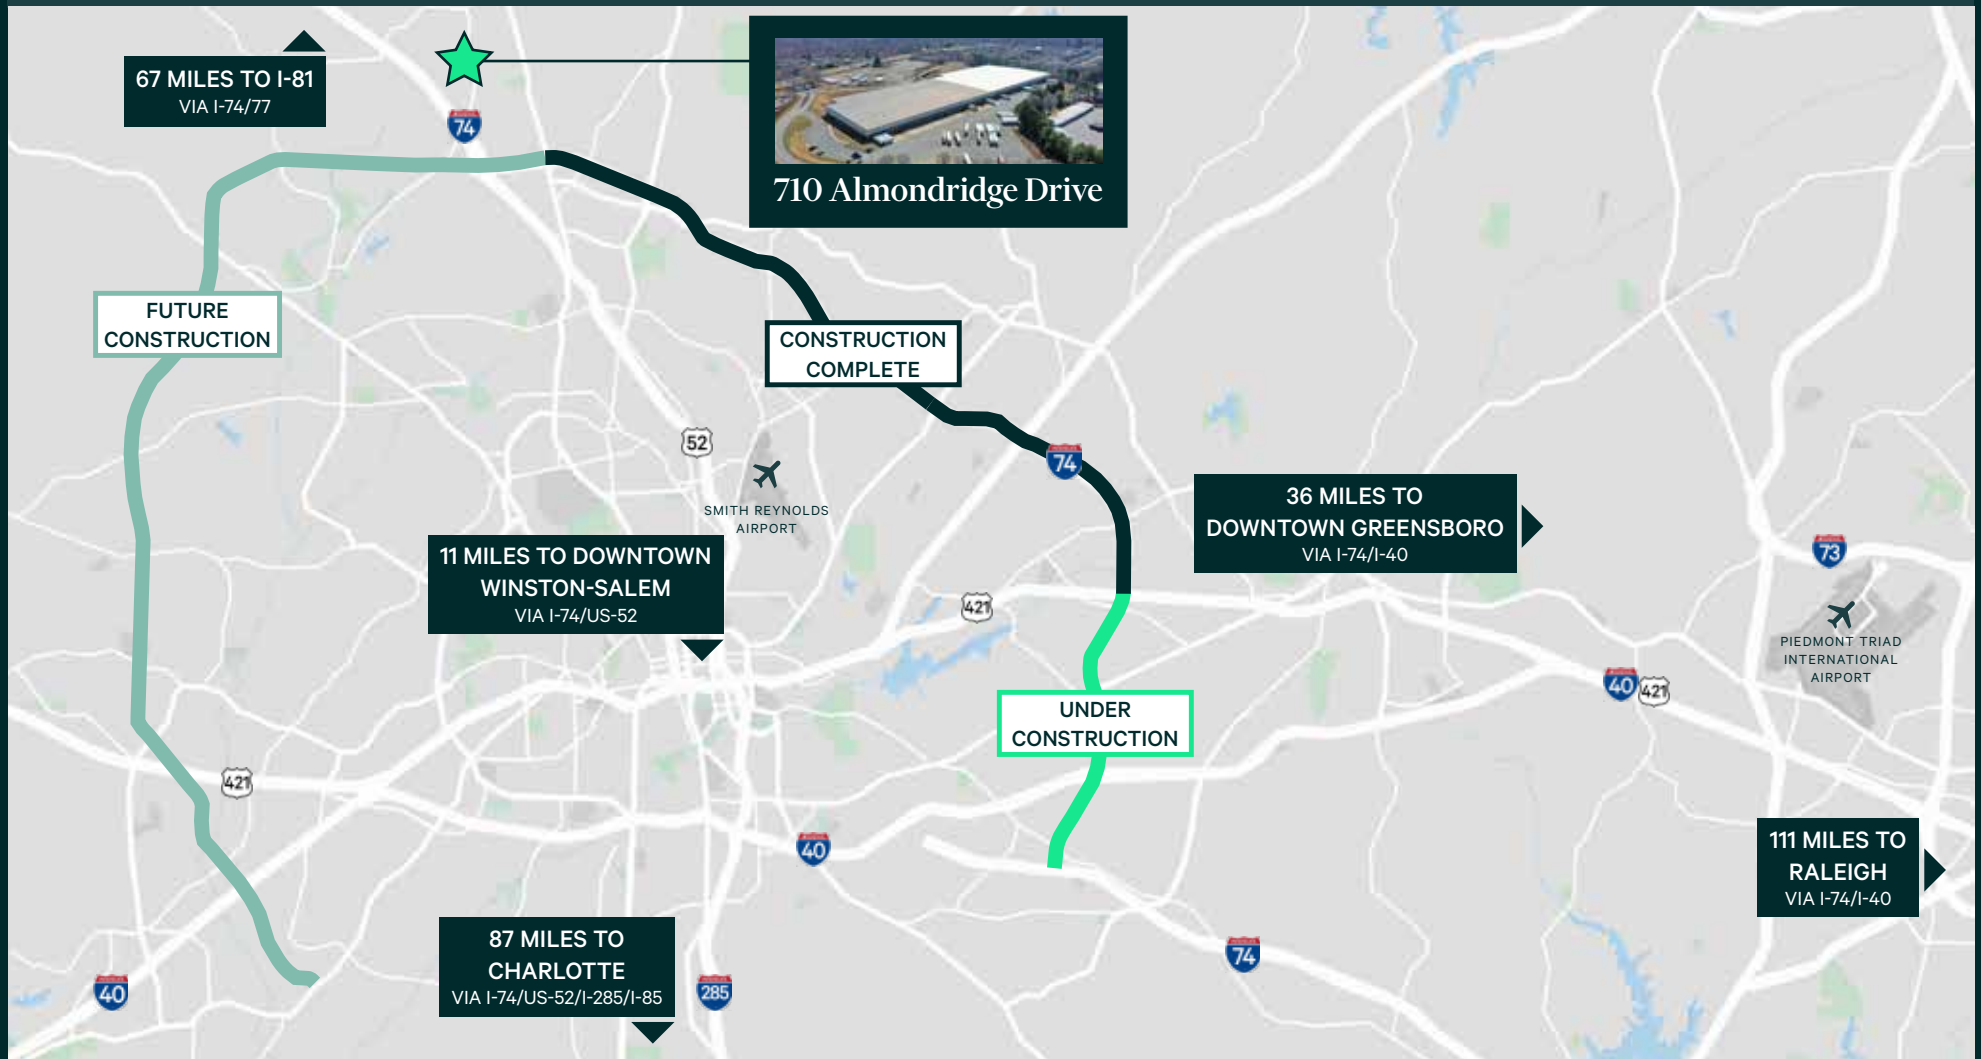 67 MILES TO I-81
VIA I-74/77
74
710 Almondridge Drive
FUTURE
CONSTRUCTION
CONSTRUCTION
COMPLETE
52
74
SMITH REYNOLDS
AIRPORT
36 MILES TO
DOWNTOWN GREENSBORO
VIA I-74/I-40
73
11 MILES TO DOWNTOWN
WINSTON-SALEM
VIA I-74/US-52
421
PIEDMONT TRIAD
INTERNATIONAL
AIRPORT
40
421
UNDER
CONSTRUCTION
421
40
111 MILES TO
RALEIGH
VIA I-74/I-40
87 MILES TO
CHARLOTTE
VIA I-74/US-52/I-285/I-85
74
40
285